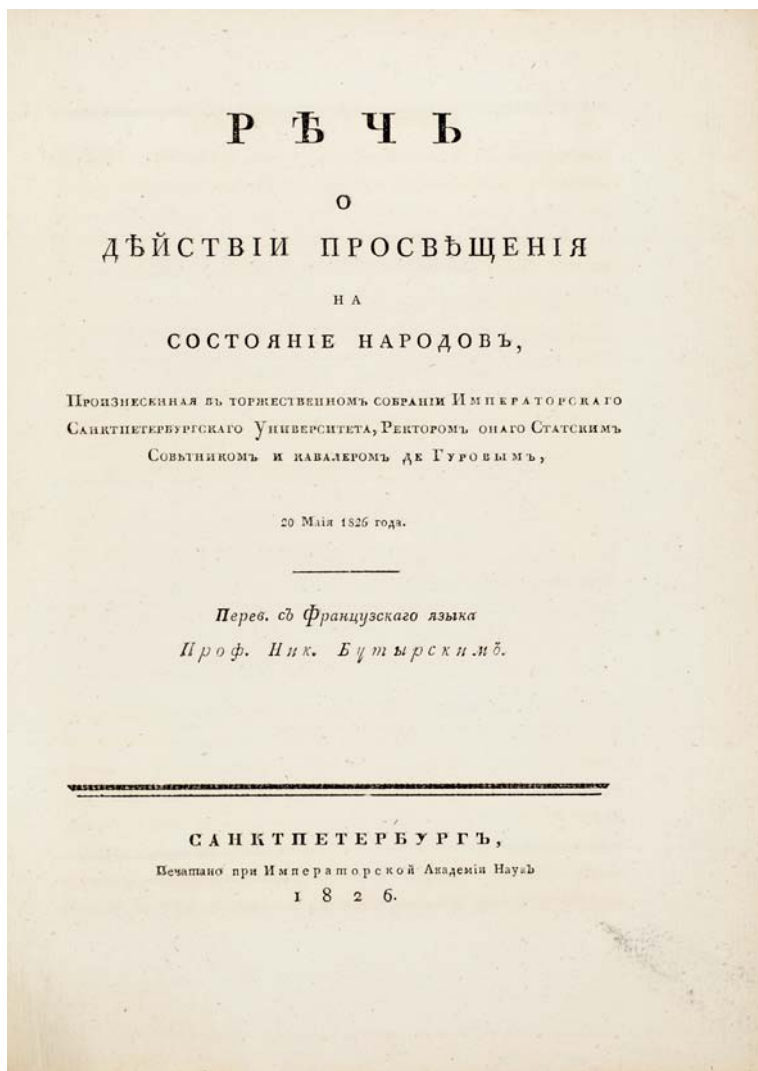 РѢЧЬ
О
ДѢЙСТВІИ ПРОСВѢЩЕНІЯ
НА
СОСТОЯНІЕ НАРОДОВЪ,
Произнесенная въ торжественномъ собраніи Императорскаго
Санктпетербургскаго Университета, Ректоромъ онаго Статскимъ
Совѣтникомъ и кавалеромъ де Гуровымъ,
20 Маія 1826 года.
Перев. съ Французскаго языка
Проф. Ник. Бутырскимъ.
САНКТПЕТЕРБУРГЪ,
Печатано при Императорской Академіи Наукъ
1826.